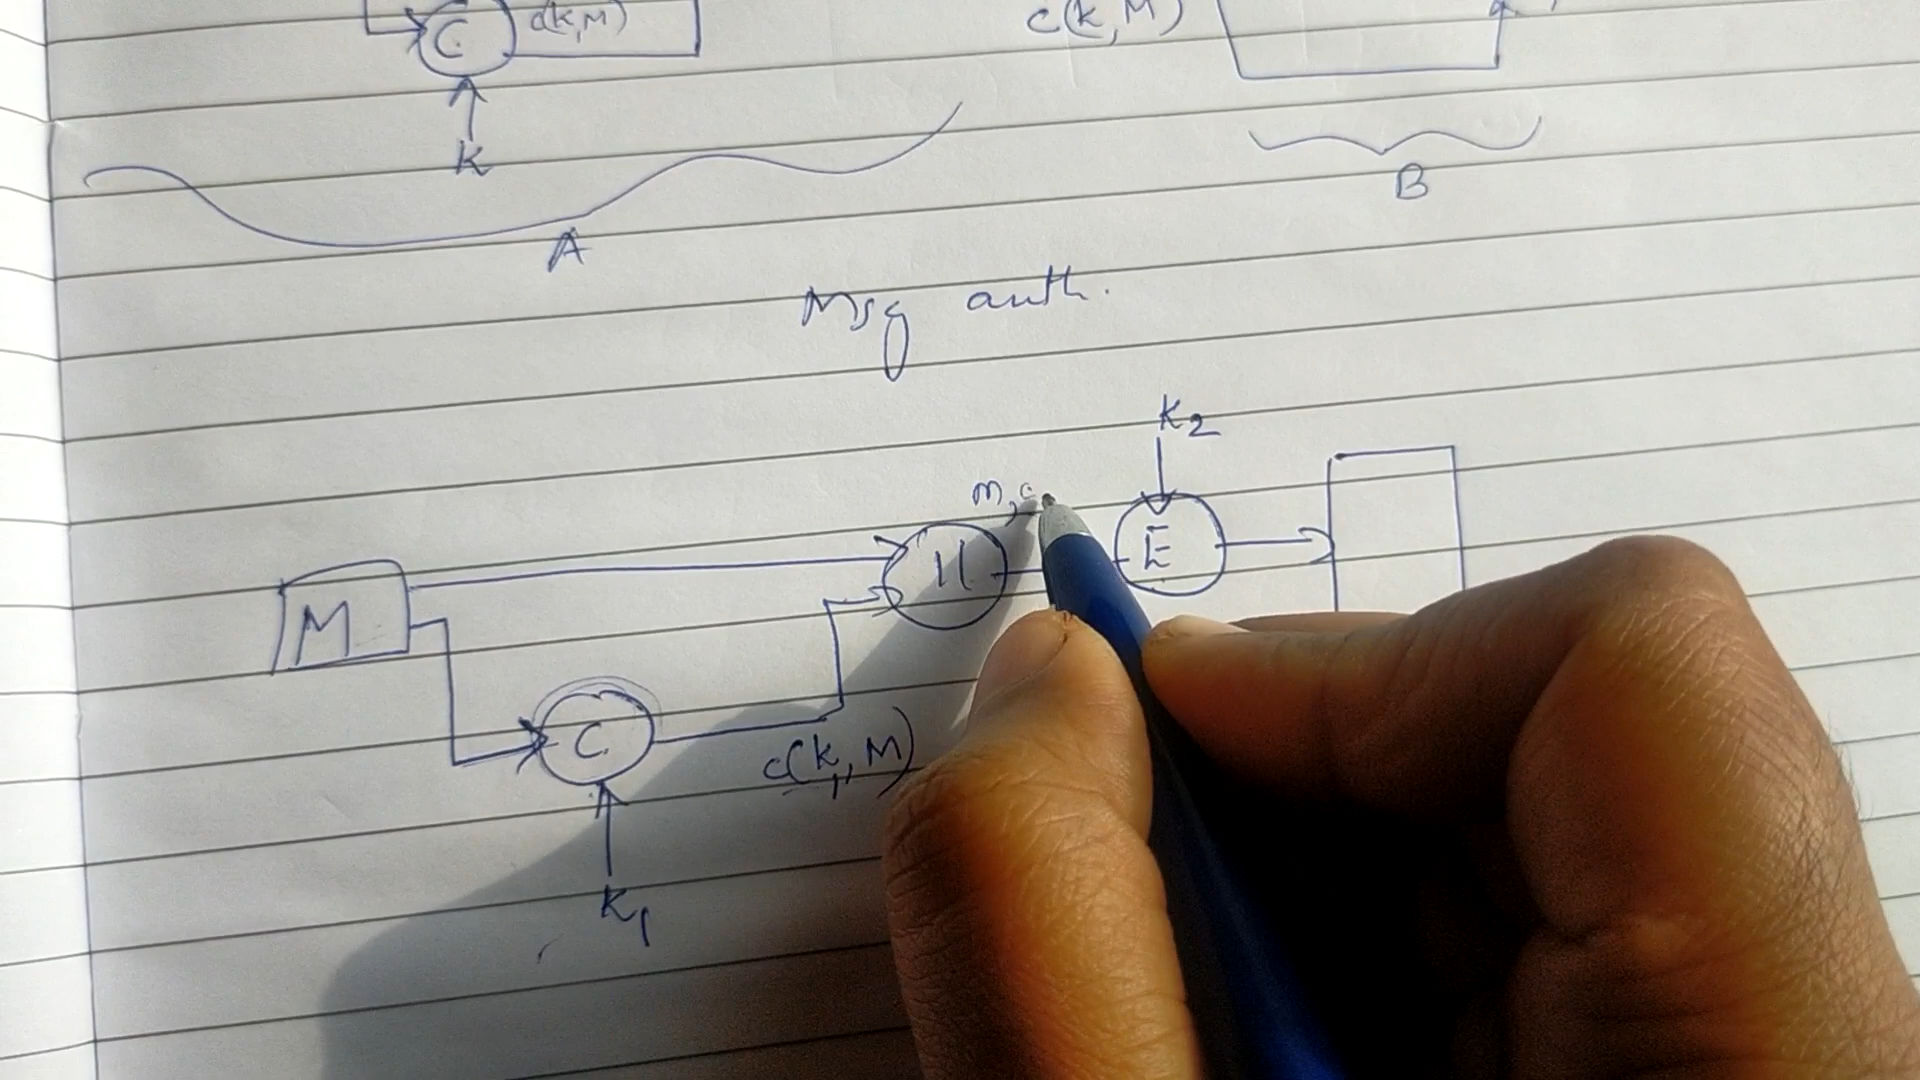 C c(k,M) c(k,M)
K
A B
Msg auth.
K2
M,c
M || E
C c(k1,M)
K1